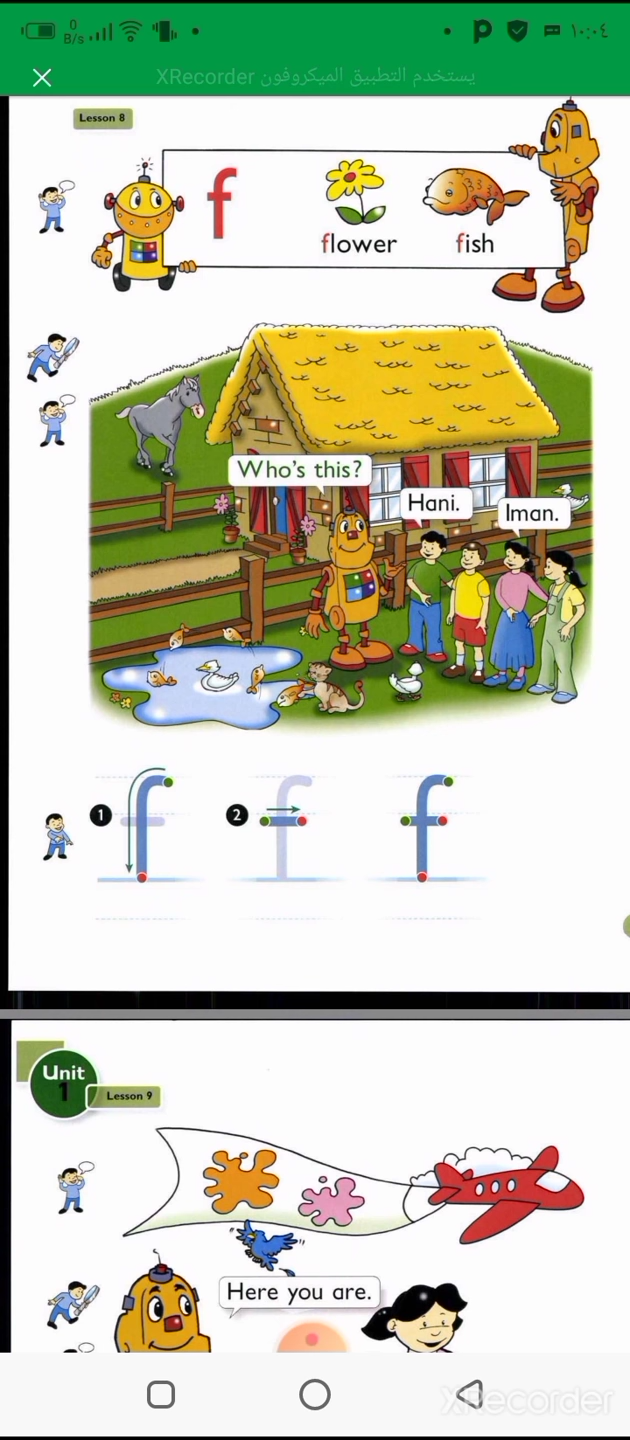 0
B/s
١٠:٠٤
يستخدم التطبيق الميكروفون XRecorder
Lesson 8
f
flower
fish
Who's this?
Hani.
Iman.
1
2
Unit
1
Lesson 9
Here you are.
XRecorder